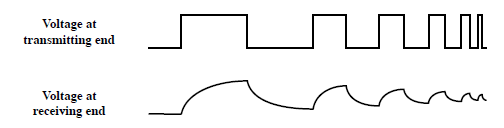 Voltage at
transmitting end
Voltage at
receiving end